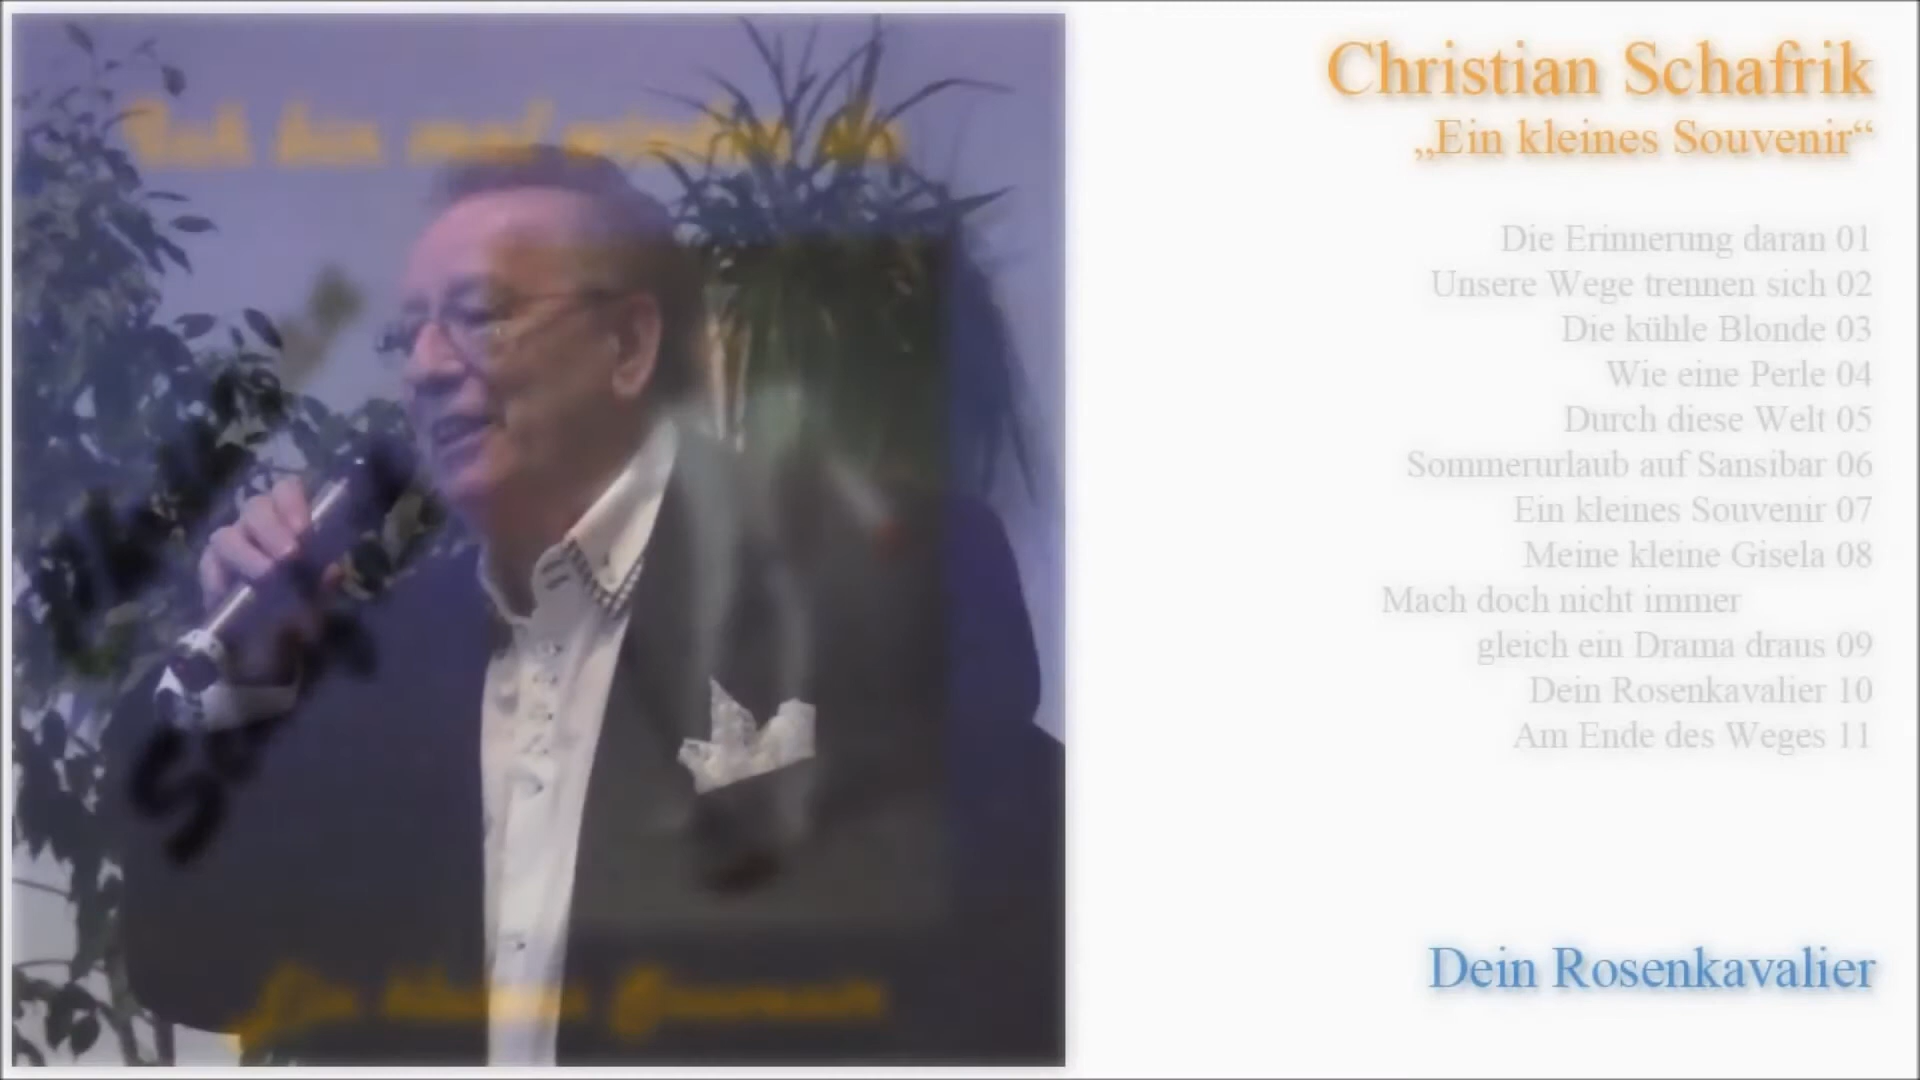 Christian Schafrik
„Ein kleines Souvenir“
Die Erinnerung daran 01
Unsere Wege trennen sich 02
Die kühle Blonde 03
Wie eine Perle 04
Durch diese Welt 05
Sommerurlaub auf Sansibar 06
Ein kleines Souvenir 07
Meine kleine Gisela 08
Mach doch nicht immer
gleich ein Drama draus 09
Dein Rosenkavalier 10
Am Ende des Weges 11
Dein Rosenkavalier
Ein kleines Souvenir